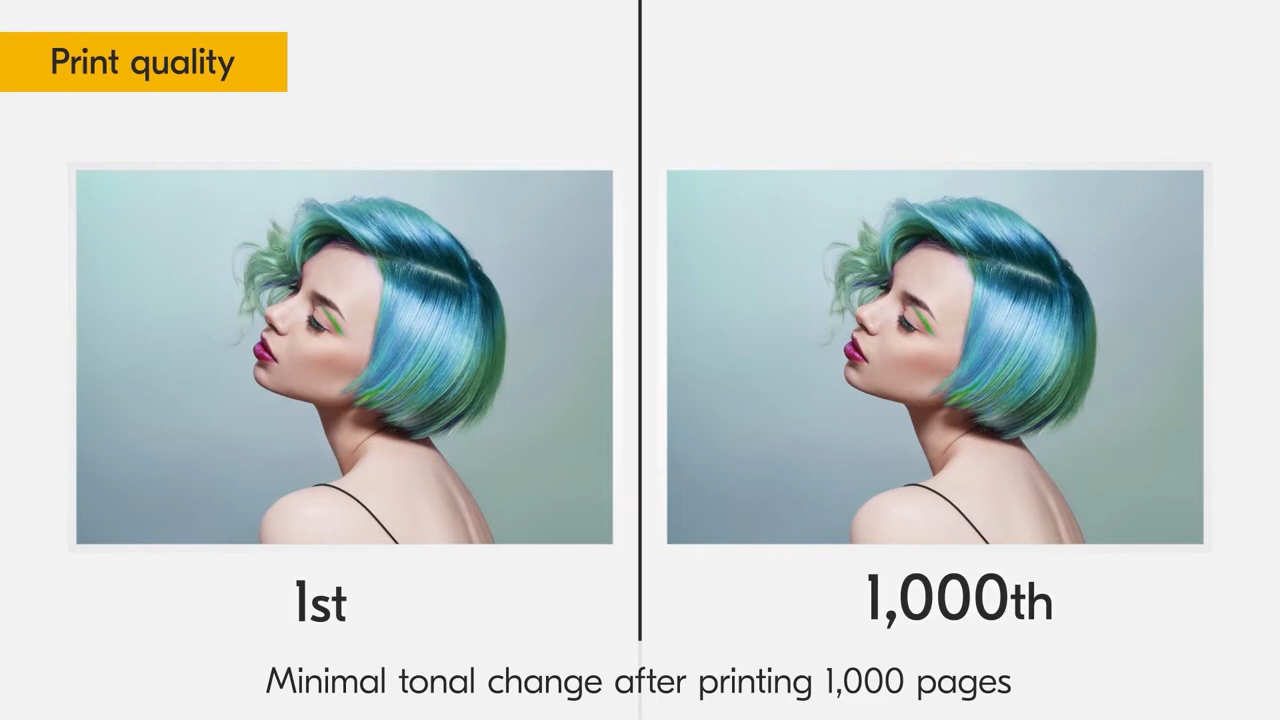 Print quality
1st
1,000th
Minimal tonal change after printing 1,000 pages